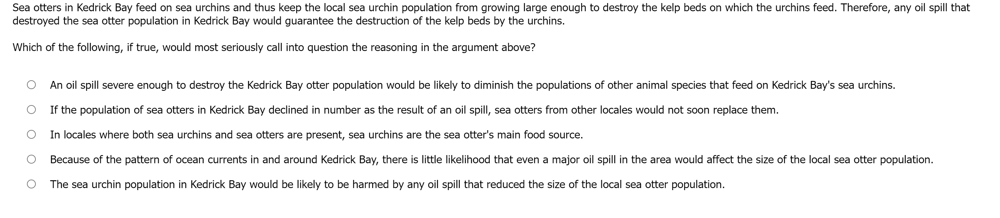 Sea otters in Kedrick Bay feed on sea urchins and thus keep the local sea urchin population from growing large enough to destroy the kelp beds on which the urchins feed. Therefore, any oil spill that
destroyed the sea otter population in Kedrick Bay would guarantee the destruction of the kelp beds by the urchins.
Which of the following, if true, would most seriously call into question the reasoning in the argument above?
An oil spill severe enough to destroy the Kedrick Bay otter population would be likely to diminish the populations of other animal species that feed on Kedrick Bay's sea urchins.
If the population of sea otters in Kedrick Bay declined in number as the result of an oil spill, sea otters from other locales would not soon replace them.
In locales where both sea urchins and sea otters are present, sea urchins are the sea otter's main food source.
Because of the pattern of ocean currents in and around Kedrick Bay, there is little likelihood that even a major oil spill in the area would affect the size of the local sea otter population.
The sea urchin population in Kedrick Bay would be likely to be harmed by any oil spill that reduced the size of the local sea otter population.